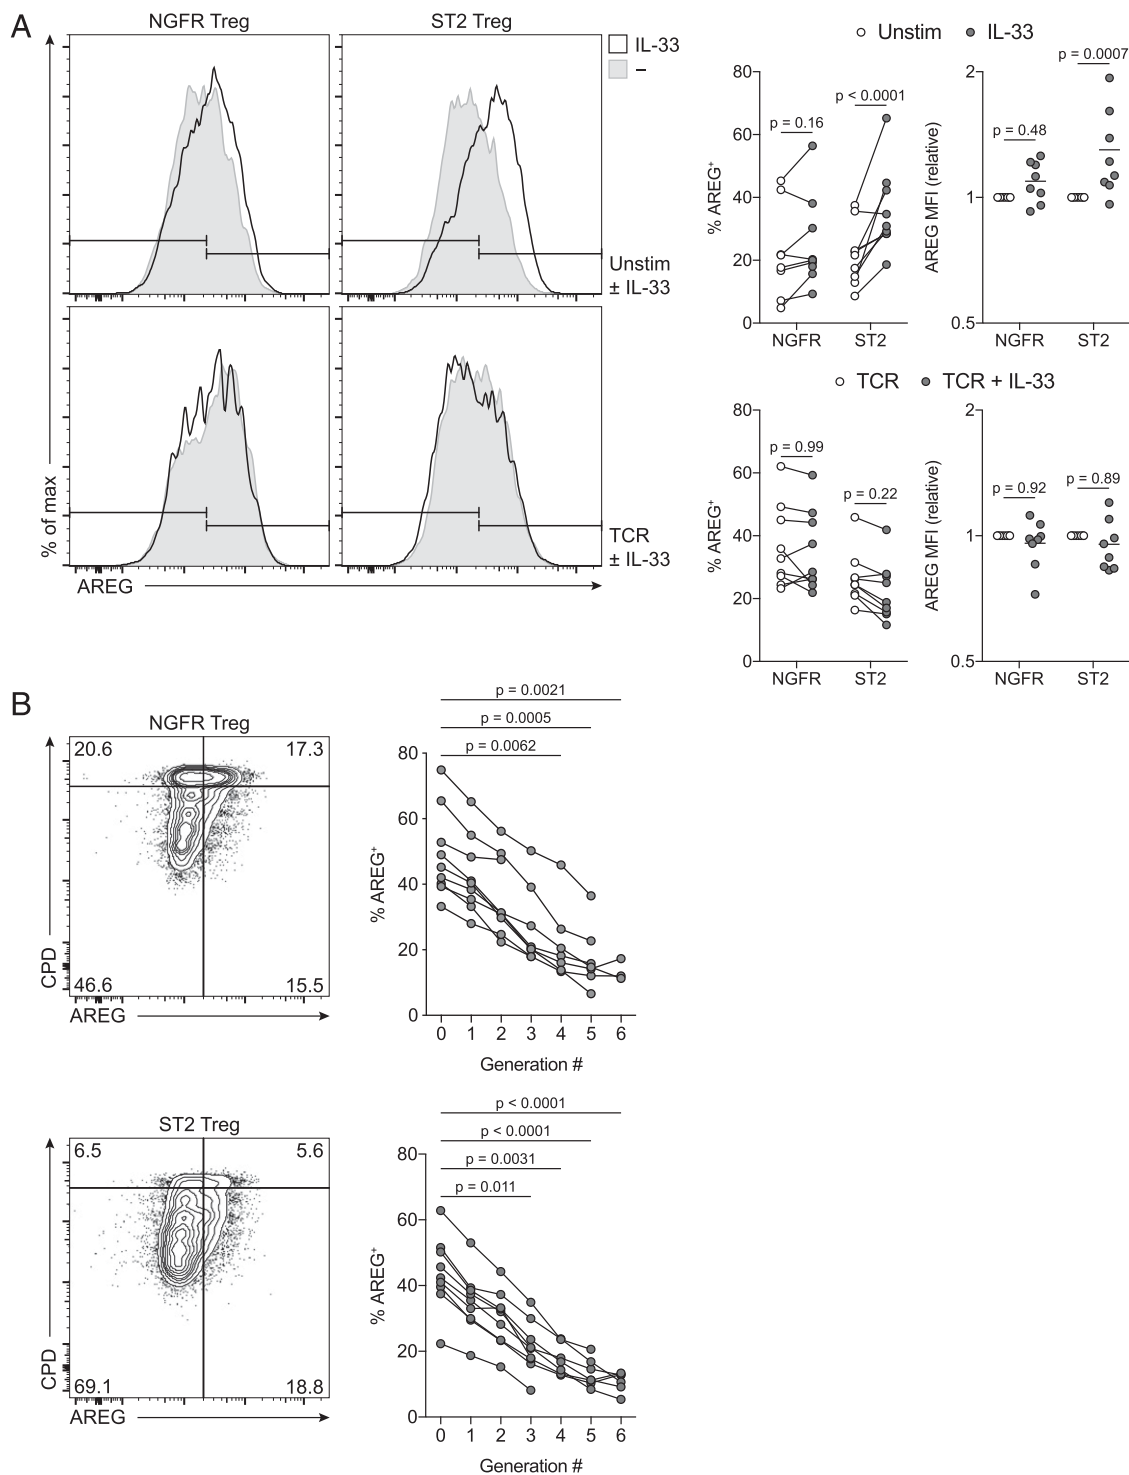 A
NGFR Treg
ST2 Treg
IL-33
–
Unstim
± IL-33
TCR
± IL-33
% of max
AREG
Unstim
IL-33
p = 0.16
p < 0.0001
80
60
40
20
0
% AREG+
NGFR
ST2
p = 0.48
p = 0.0007
2
1
0.5
AREG MFI (relative)
NGFR
ST2
TCR
TCR + IL-33
p = 0.99
p = 0.22
80
60
40
20
0
% AREG+
NGFR
ST2
p = 0.92
p = 0.89
2
1
0.5
AREG MFI (relative)
NGFR
ST2
B
NGFR Treg
20.6
17.3
46.6
15.5
CPD
AREG
p = 0.0021
p = 0.0005
p = 0.0062
80
60
40
20
0
% AREG+
0 1 2 3 4 5 6
Generation #
ST2 Treg
6.5
5.6
69.1
18.8
CPD
AREG
p < 0.0001
p < 0.0001
p = 0.0031
p = 0.011
80
60
40
20
0
% AREG+
0 1 2 3 4 5 6
Generation #